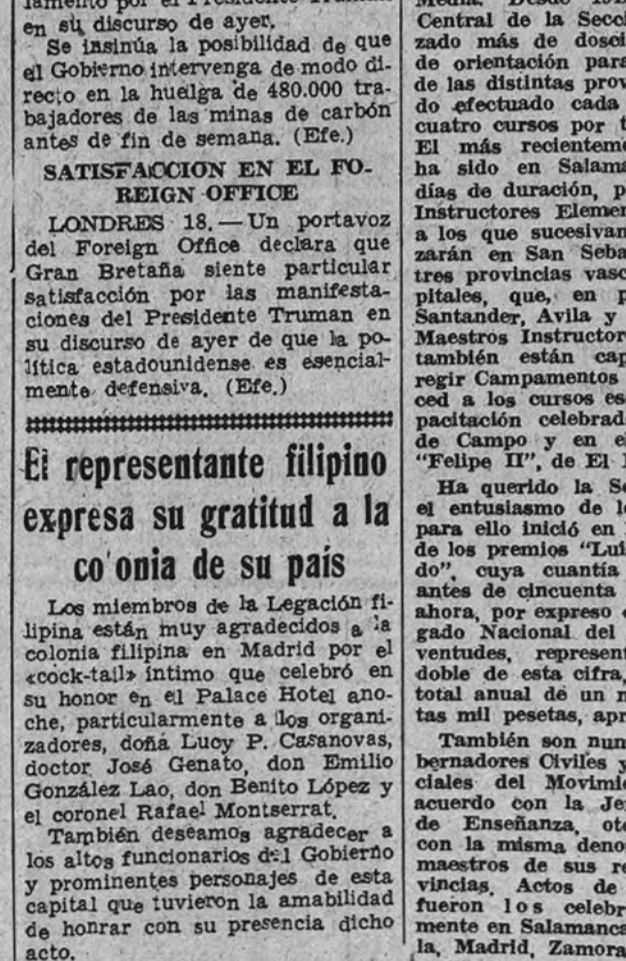 lamento por el Presidente Truman
en su discurso de ayer.
Se insinúa la posibilidad de que
el Gobierno intervenga de modo di-
recto en la huelga de 480.000 tra-
bajadores de las minas de carbón
antes de fin de semana. (Efe.)
SATISFACCION EN EL FO-
REIGN OFFICE
LONDRES 18. — Un portavoz
del Foreign Office declara que
Gran Bretaña siente particular
satisfacción por las manifesta-
ciones del Presidente Truman en
su discurso de ayer de que la po-
lítica estadounidense es esencial-
mente defensiva. (Efe.)
El representante filipino
expresa su gratitud a la
co onia de su país
Los miembros de la Legación fi-
lipina están muy agradecidos a la
colonia filipina en Madrid por el
«cock-tail» íntimo que celebró en
su honor en el Palace Hotel ano-
che, particularmente a los organi-
zadores, doña Lucy P. Casanovas,
doctor José Genato, don Emilio
González Lao, don Benito López y
el coronel Rafael Montserrat.
También deseamos agradecer a
los altos funcionarios del Gobierno
y prominentes personajes de esta
capital que tuvieron la amabilidad
de honrar con su presencia dicho
acto.
Media. Desde
Central de la Secci
zado más de dosci
de orientación para
de las distintas prov
do efectuado cada
cuatro cursos por t
El más recienteme
ha sido en Salama
días de duración, p
Instructores Elemen
a los que sucesivan
zarán en San Seba
tres provincias vasc
pitales, que, en p
Santander, Avila y
Maestros Instructor
también están cap
regir Campamentos
ced a los cursos es
pacitación celebrad
de Campo y en el
"Felipe II", de El
Ha querido la Se
el entusiasmo de l
para ello inició en
de los premios "Lui
do", cuya cuantía
antes de cincuenta
ahora, por expreso
gado Nacional del
ventudes, represent
doble de esta cifra,
total anual de un m
tas mil pesetas, apr
También son num
bernadores Civiles y
ciales del Movimie
acuerdo con la Je
de Enseñanza, oto
con la misma deno
maestros de sus re
vincias. Actos de
fueron los celebr
mente en Salamanca
la, Madrid, Zamora